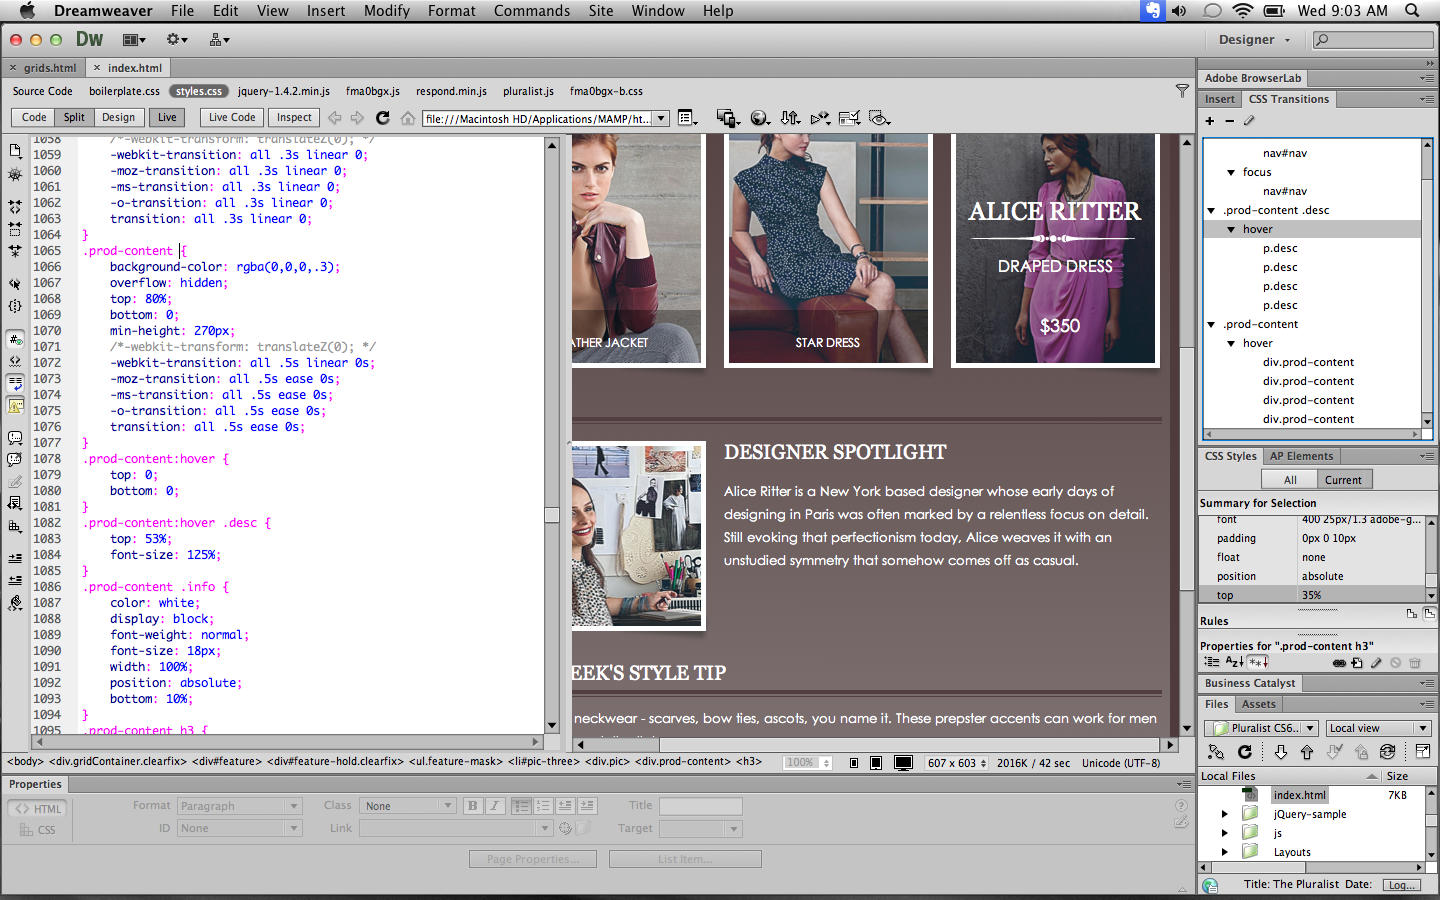 Dreamweaver File Edit View Insert Modify Format Commands Site Window Help Wed 9:03 AM
Dw Designer
× grids.html × index.html
Source Code boilerplate.css styles.css jquery-1.4.2.min.js fma0bgx.js respond.min.js pluralist.js fma0bgx-b.css
Code Split Design Live Live Code Inspect file:///Macintosh HD/Applications/MAMP/ht...
1058 /*-webkit-transform: translateZ(0); */
1059 -webkit-transition: all .3s linear 0;
1060 -moz-transition: all .3s linear 0;
1061 -ms-transition: all .3s linear 0;
1062 -o-transition: all .3s linear 0;
1063 transition: all .3s linear 0;
1064 }
1065 .prod-content {
1066 background-color: rgba(0,0,0,.3);
1067 overflow: hidden;
1068 top: 80%;
1069 bottom: 0;
1070 min-height: 270px;
1071 /*-webkit-transform: translateZ(0); */
1072 -webkit-transition: all .5s linear 0s;
1073 -moz-transition: all .5s ease 0s;
1074 -ms-transition: all .5s ease 0s;
1075 -o-transition: all .5s ease 0s;
1076 transition: all .5s ease 0s;
1077 }
1078 .prod-content:hover {
1079 top: 0;
1080 bottom: 0;
1081 }
1082 .prod-content:hover .desc {
1083 top: 53%;
1084 font-size: 125%;
1085 }
1086 .prod-content .info {
1087 color: white;
1088 display: block;
1089 font-weight: normal;
1090 font-size: 18px;
1091 width: 100%;
1092 position: absolute;
1093 bottom: 10%;
1094 }
1095 .prod-content h3 {
ATHER JACKET
STAR DRESS
ALICE RITTER
DRAPED DRESS
$350
DESIGNER SPOTLIGHT
Alice Ritter is a New York based designer whose early days of
designing in Paris was often marked by a relentless focus on detail.
Still evoking that perfectionism today, Alice weaves it with an
unstudied symmetry that somehow comes off as casual.
EEK'S STYLE TIP
neckwear - scarves, bow ties, ascots, you name it. These prepster accents can work for men
<body> <div.gridContainer.clearfix> <div#feature> <div#feature-hold.clearfix> <ul.feature-mask> <li#pic-three> <div.pic> <div.prod-content> <h3> 100% 607 x 603 2016K / 42 sec Unicode (UTF-8)
Properties
<> HTML Format Paragraph Class None B I Title
CSS ID None Link Target
Page Properties... List Item...
Adobe BrowserLab
Insert CSS Transitions
nav#nav
focus
nav#nav
.prod-content .desc
hover
p.desc
p.desc
p.desc
p.desc
.prod-content
hover
div.prod-content
div.prod-content
div.prod-content
div.prod-content
CSS Styles AP Elements
All Current
Summary for Selection
font 400 25px/1.3 adobe-g...
padding 0px 0 10px
float none
position absolute
top 35%
Rules
Properties for ".prod-content h3"
Business Catalyst
Files Assets
Pluralist CS6... Local view
Local Files Size
index.html 7KB
jQuery-sample
js
Layouts
Title: The Pluralist Date: Log...